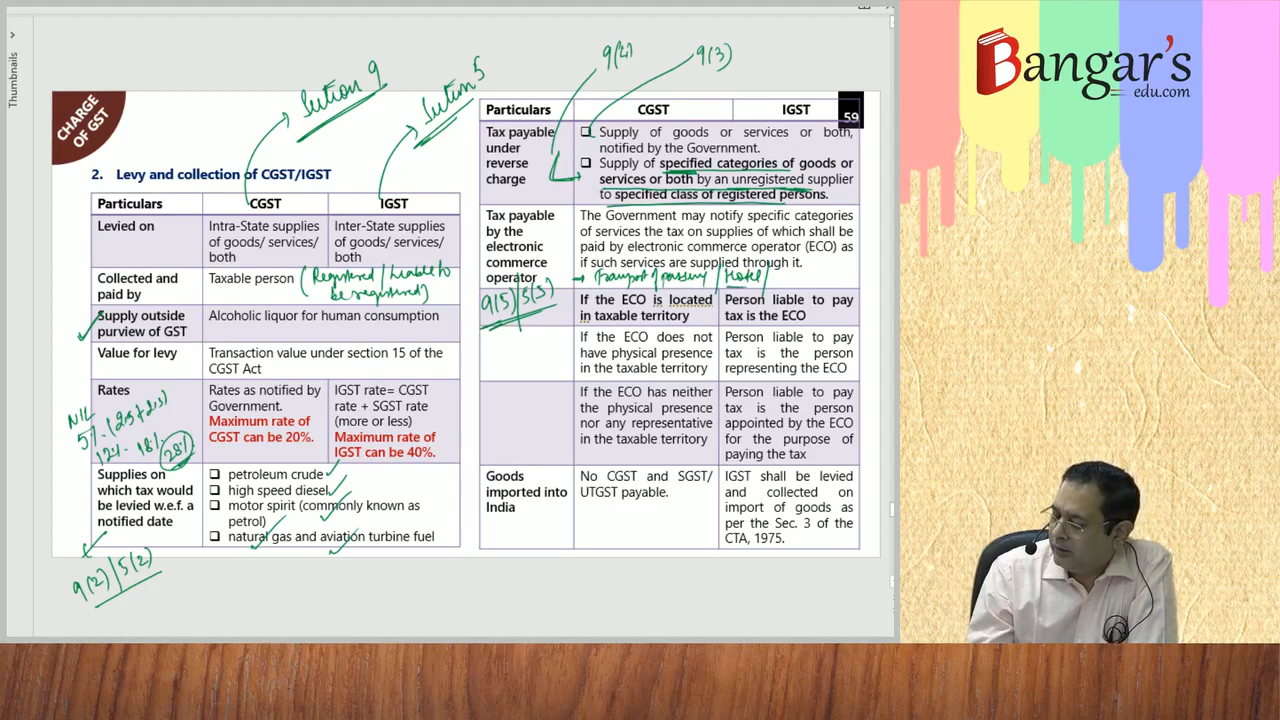 Thumbnails
Bangar's
edu.com
Section 9
Section 5
9(4)
9(3)
CHARGE
OF GST
59
2. Levy and collection of CGST/IGST
Particulars CGST IGST
Levied on
Intra-State supplies
of goods/ services/
both
Inter-State supplies
of goods/ services/
both
Collected and
paid by
Taxable person
(Registered / liable to
be registered)
Supply outside
purview of GST
Alcoholic liquor for human consumption
Value for levy
Transaction value under section 15 of the
CGST Act
Rates
NIL
5%
12% - 18%
28%
Rates as notified by
Government.
Maximum rate of
CGST can be 20%.
IGST rate= CGST
rate + SGST rate
(more or less)
Maximum rate of
IGST can be 40%.
Supplies on
which tax would
be levied w.e.f. a
notified date
petroleum crude
high speed diesel
motor spirit (commonly known as
petrol)
natural gas and aviation turbine fuel
9(2)/5(2)
Particulars CGST IGST
Tax payable
under
reverse
charge
Supply of goods or services or both,
notified by the Government.
Supply of specified categories of goods or
services or both by an unregistered supplier
to specified class of registered persons.
Tax payable
by the
electronic
commerce
operator
9(5)/5(5)
The Government may notify specific categories
of services the tax on supplies of which shall
be paid by electronic commerce operator (ECO) as
if such services are supplied through it.
Hotel
If the ECO is located
in taxable territory
Person liable to pay
tax is the ECO
If the ECO does not
have physical presence
in the taxable territory
Person liable to pay
tax is the person
representing the ECO
If the ECO has neither
the physical presence
nor any representative
in the taxable territory
Person liable to pay
tax is the person
appointed by the ECO
for the purpose of
paying the tax
Goods
imported into
India
No CGST and SGST/
UTGST payable.
IGST shall be levied
and collected on
import of goods as
per the Sec. 3 of the
CTA, 1975.